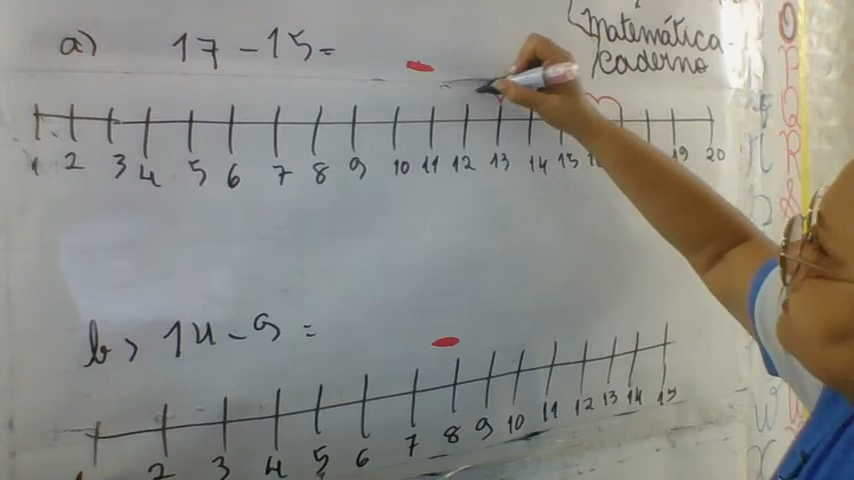 Matemática
caderno
a) 17 - 15 =
1 2 3 4 5 6 7 8 9 10 11 12 13 14 15 19 20
b) 14 - 9 =
2 3 4 5 6 7 8 9 10 11 12 13 14 15